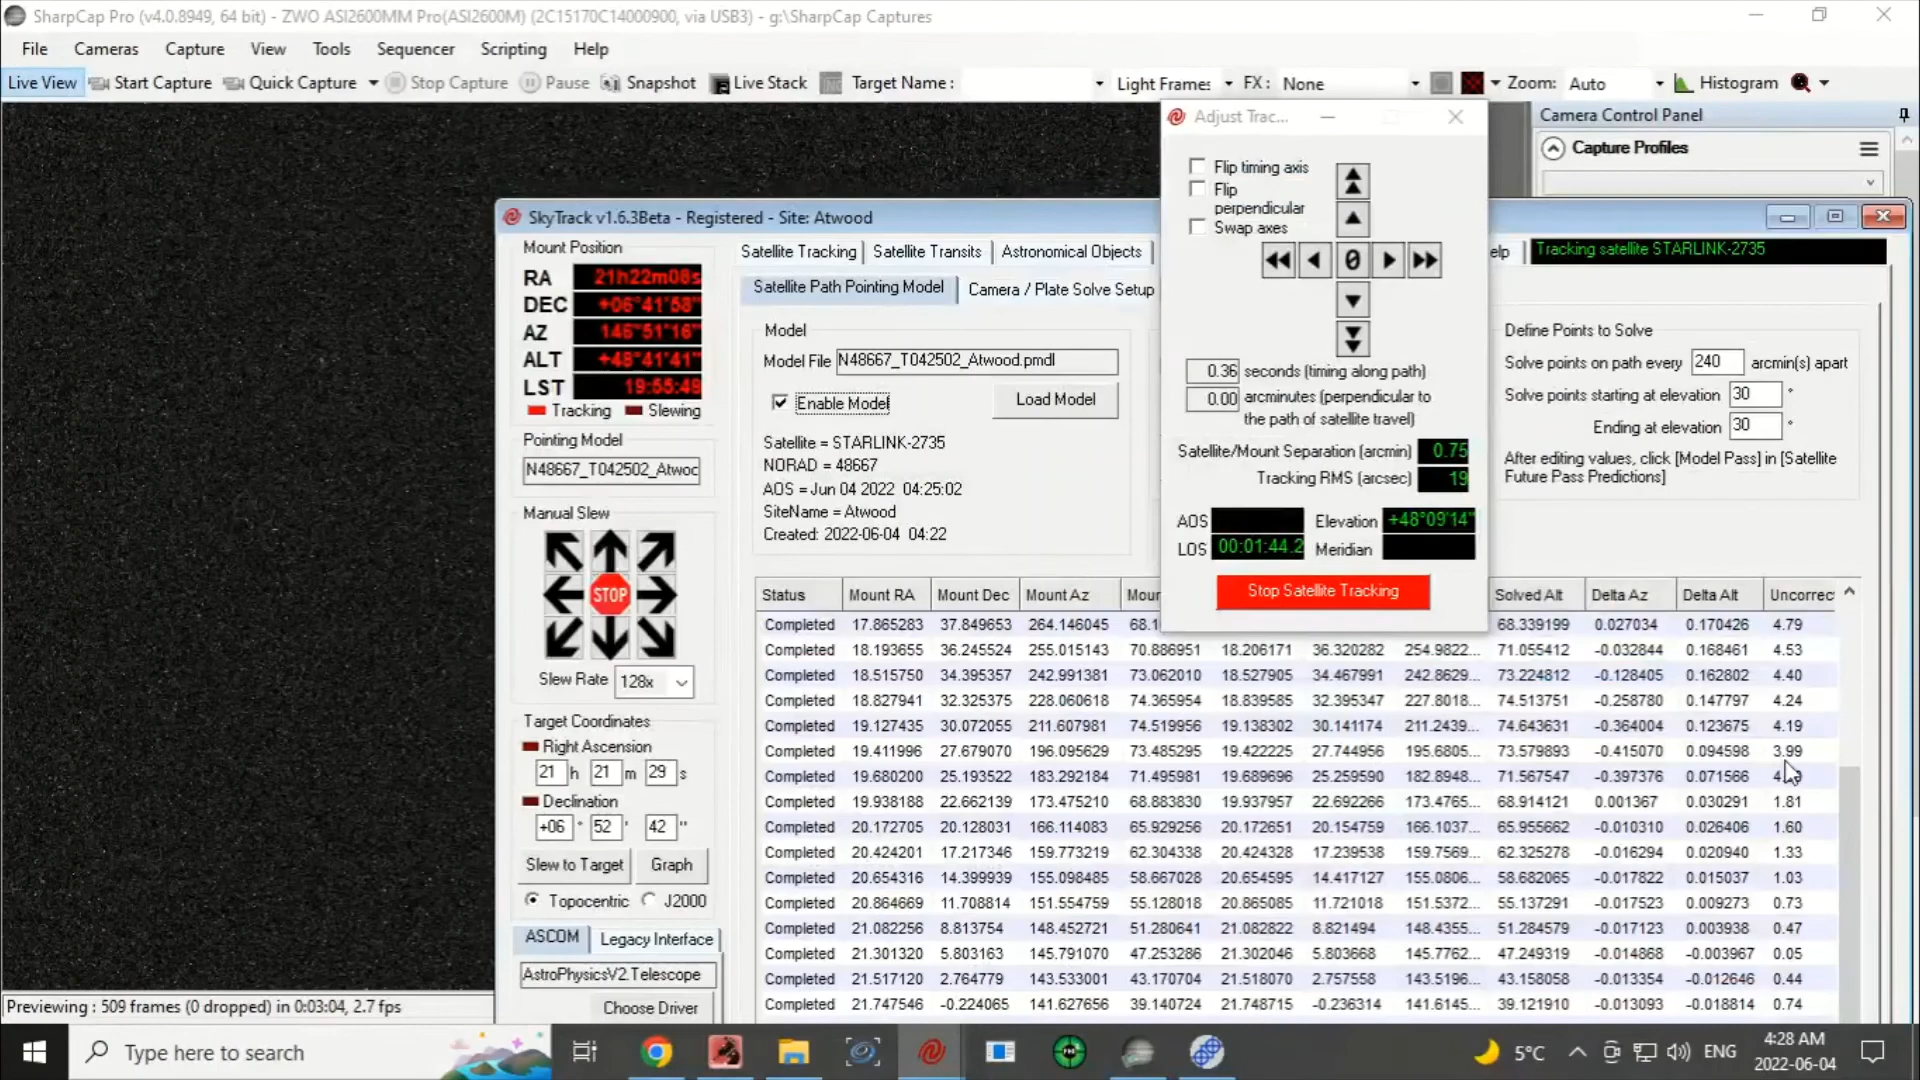 SharpCap Pro (v4.0.8949, 64 bit) - ZWO ASI2600MM Pro(ASI2600M) (2C15170C14000900, via USB3) - g:\SharpCap Captures
File Cameras Capture View Tools Sequencer Scripting Help
Live View Start Capture Quick Capture Stop Capture Pause Snapshot Live Stack Target Name : Light Frames FX : None Zoom: Auto Histogram
Camera Control Panel
Capture Profiles
Adjust Trac...
Flip timing axis
Flip
perpendicular
Swap axes
0
0.36 seconds (timing along path)
0.00 arcminutes (perpendicular to
the path of satellite travel)
Satellite/Mount Separation (arcmin) 0.75
Tracking RMS (arcsec) 19
AOS Elevation +48°09'14"
LOS 00:01:44.2 Meridian
Stop Satellite Tracking
SkyTrack v1.6.3Beta - Registered - Site: Atwood
Mount Position
RA 21h22m08s
DEC +06°41'58"
AZ 146°51'16"
ALT +48°41'41"
LST 19:55:49
Tracking Slewing
Pointing Model
N48667_T042502_Atwoc
Manual Slew
STOP
Slew Rate 128x
Target Coordinates
Right Ascension
21 h 21 m 29 s
Declination
+06 ° 52 ' 42 "
Slew to Target Graph
Topocentric J2000
ASCOM Legacy Interface
AstroPhysicsV2.Telescope
Choose Driver
Satellite Tracking Satellite Transits Astronomical Objects elp Tracking satellite STARLINK-2735
Satellite Path Pointing Model Camera / Plate Solve Setup
Model
Model File N48667_T042502_Atwood.pmdl
Enable Model Load Model
Satellite = STARLINK-2735
NORAD = 48667
AOS = Jun 04 2022 04:25:02
SiteName = Atwood
Created: 2022-06-04 04:22
Define Points to Solve
Solve points on path every 240 arcmin(s) apart
Solve points starting at elevation 30 °
Ending at elevation 30 °
After editing values, click [Model Pass] in [Satellite
Future Pass Predictions]
Status Mount RA Mount Dec Mount Az Moun Solved Alt Delta Az Delta Alt Uncorrec
Completed 17.865283 37.849653 264.146045 68.1 68.339199 0.027034 0.170426 4.79
Completed 18.193655 36.245524 255.015143 70.886951 18.206171 36.320282 254.9822... 71.055412 -0.032844 0.168461 4.53
Completed 18.515750 34.395357 242.991381 73.062010 18.527905 34.467991 242.8629... 73.224812 -0.128405 0.162802 4.40
Completed 18.827941 32.325375 228.060618 74.365954 18.839585 32.395347 227.8018... 74.513751 -0.258780 0.147797 4.24
Completed 19.127435 30.072055 211.607981 74.519956 19.138302 30.141174 211.2439... 74.643631 -0.364004 0.123675 4.19
Completed 19.411996 27.679070 196.095629 73.485295 19.422225 27.744956 195.6805... 73.579893 -0.415070 0.094598 3.99
Completed 19.680200 25.193522 183.292184 71.495981 19.689696 25.259590 182.8948... 71.567547 -0.397376 0.071566
Completed 19.938188 22.662139 173.475210 68.883830 19.937957 22.692266 173.4765... 68.914121 0.001367 0.030291 1.81
Completed 20.172705 20.128031 166.114083 65.929256 20.172651 20.154759 166.1037... 65.955662 -0.010310 0.026406 1.60
Completed 20.424201 17.217346 159.773219 62.304338 20.424328 17.239538 159.7569... 62.325278 -0.016294 0.020940 1.33
Completed 20.654316 14.399939 155.098485 58.667028 20.654595 14.417127 155.0806... 58.682065 -0.017822 0.015037 1.03
Completed 20.864669 11.708814 151.554759 55.128018 20.865085 11.721018 151.5372... 55.137291 -0.017523 0.009273 0.73
Completed 21.082256 8.813754 148.452721 51.280641 21.082822 8.821494 148.4355... 51.284579 -0.017123 0.003938 0.47
Completed 21.301320 5.803163 145.791070 47.253286 21.302046 5.803668 145.7762... 47.249319 -0.014868 -0.003967 0.05
Completed 21.517120 2.764779 143.533001 43.170704 21.518070 2.757558 143.5196... 43.158058 -0.013354 -0.012646 0.44
Completed 21.747546 -0.224065 141.627656 39.140724 21.748715 -0.236314 141.6145... 39.121910 -0.013093 -0.018814 0.74
Previewing : 509 frames (0 dropped) in 0:03:04, 2.7 fps
Type here to search
5°C ENG 4:28 AM
2022-06-04